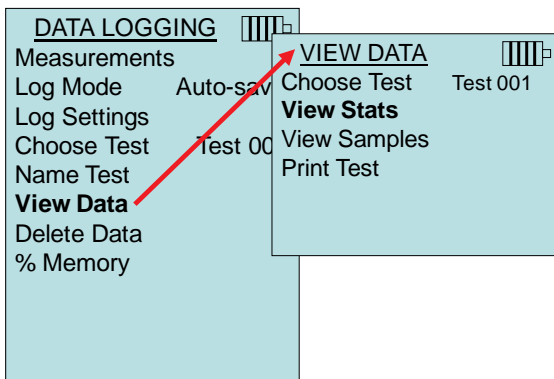 DATA LOGGING
Measurements
Log Mode Auto-sav
Log Settings
Choose Test Test 00
Name Test
View Data
Delete Data
% Memory
VIEW DATA
Choose Test Test 001
View Stats
View Samples
Print Test